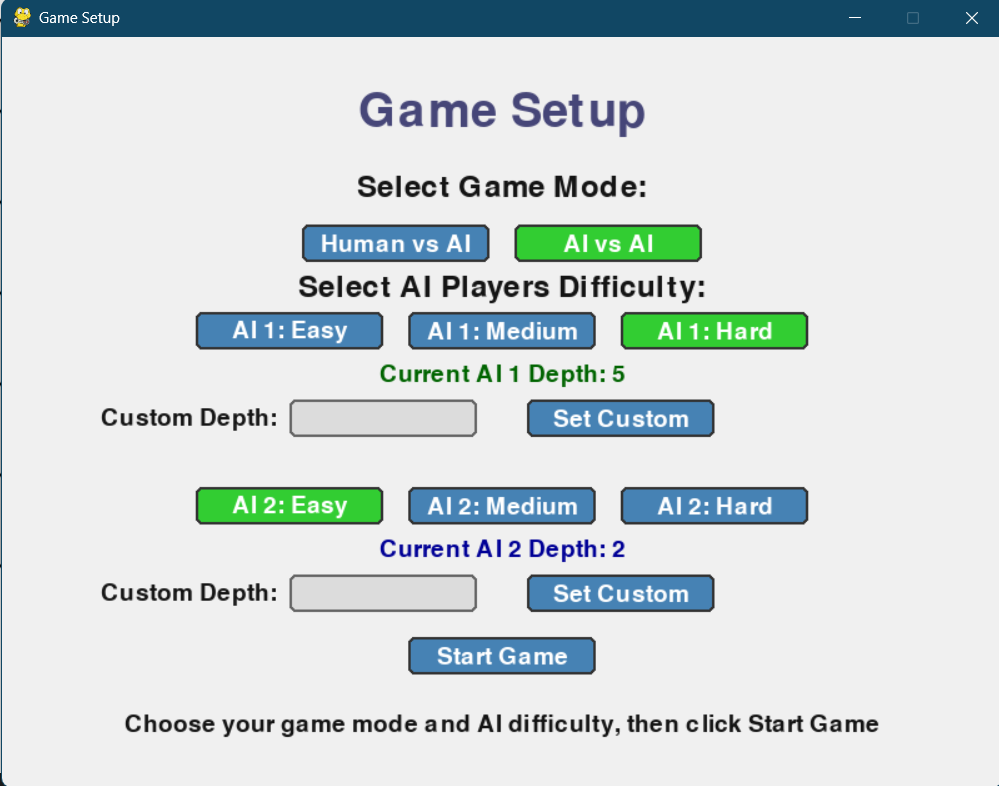 Game Setup
Game Setup
Select Game Mode:
Human vs AI AI vs AI
Select AI Players Difficulty:
AI 1: Easy AI 1: Medium AI 1: Hard
Current AI 1 Depth: 5
Custom Depth: Set Custom
AI 2: Easy AI 2: Medium AI 2: Hard
Current AI 2 Depth: 2
Custom Depth: Set Custom
Start Game
Choose your game mode and AI difficulty, then click Start Game